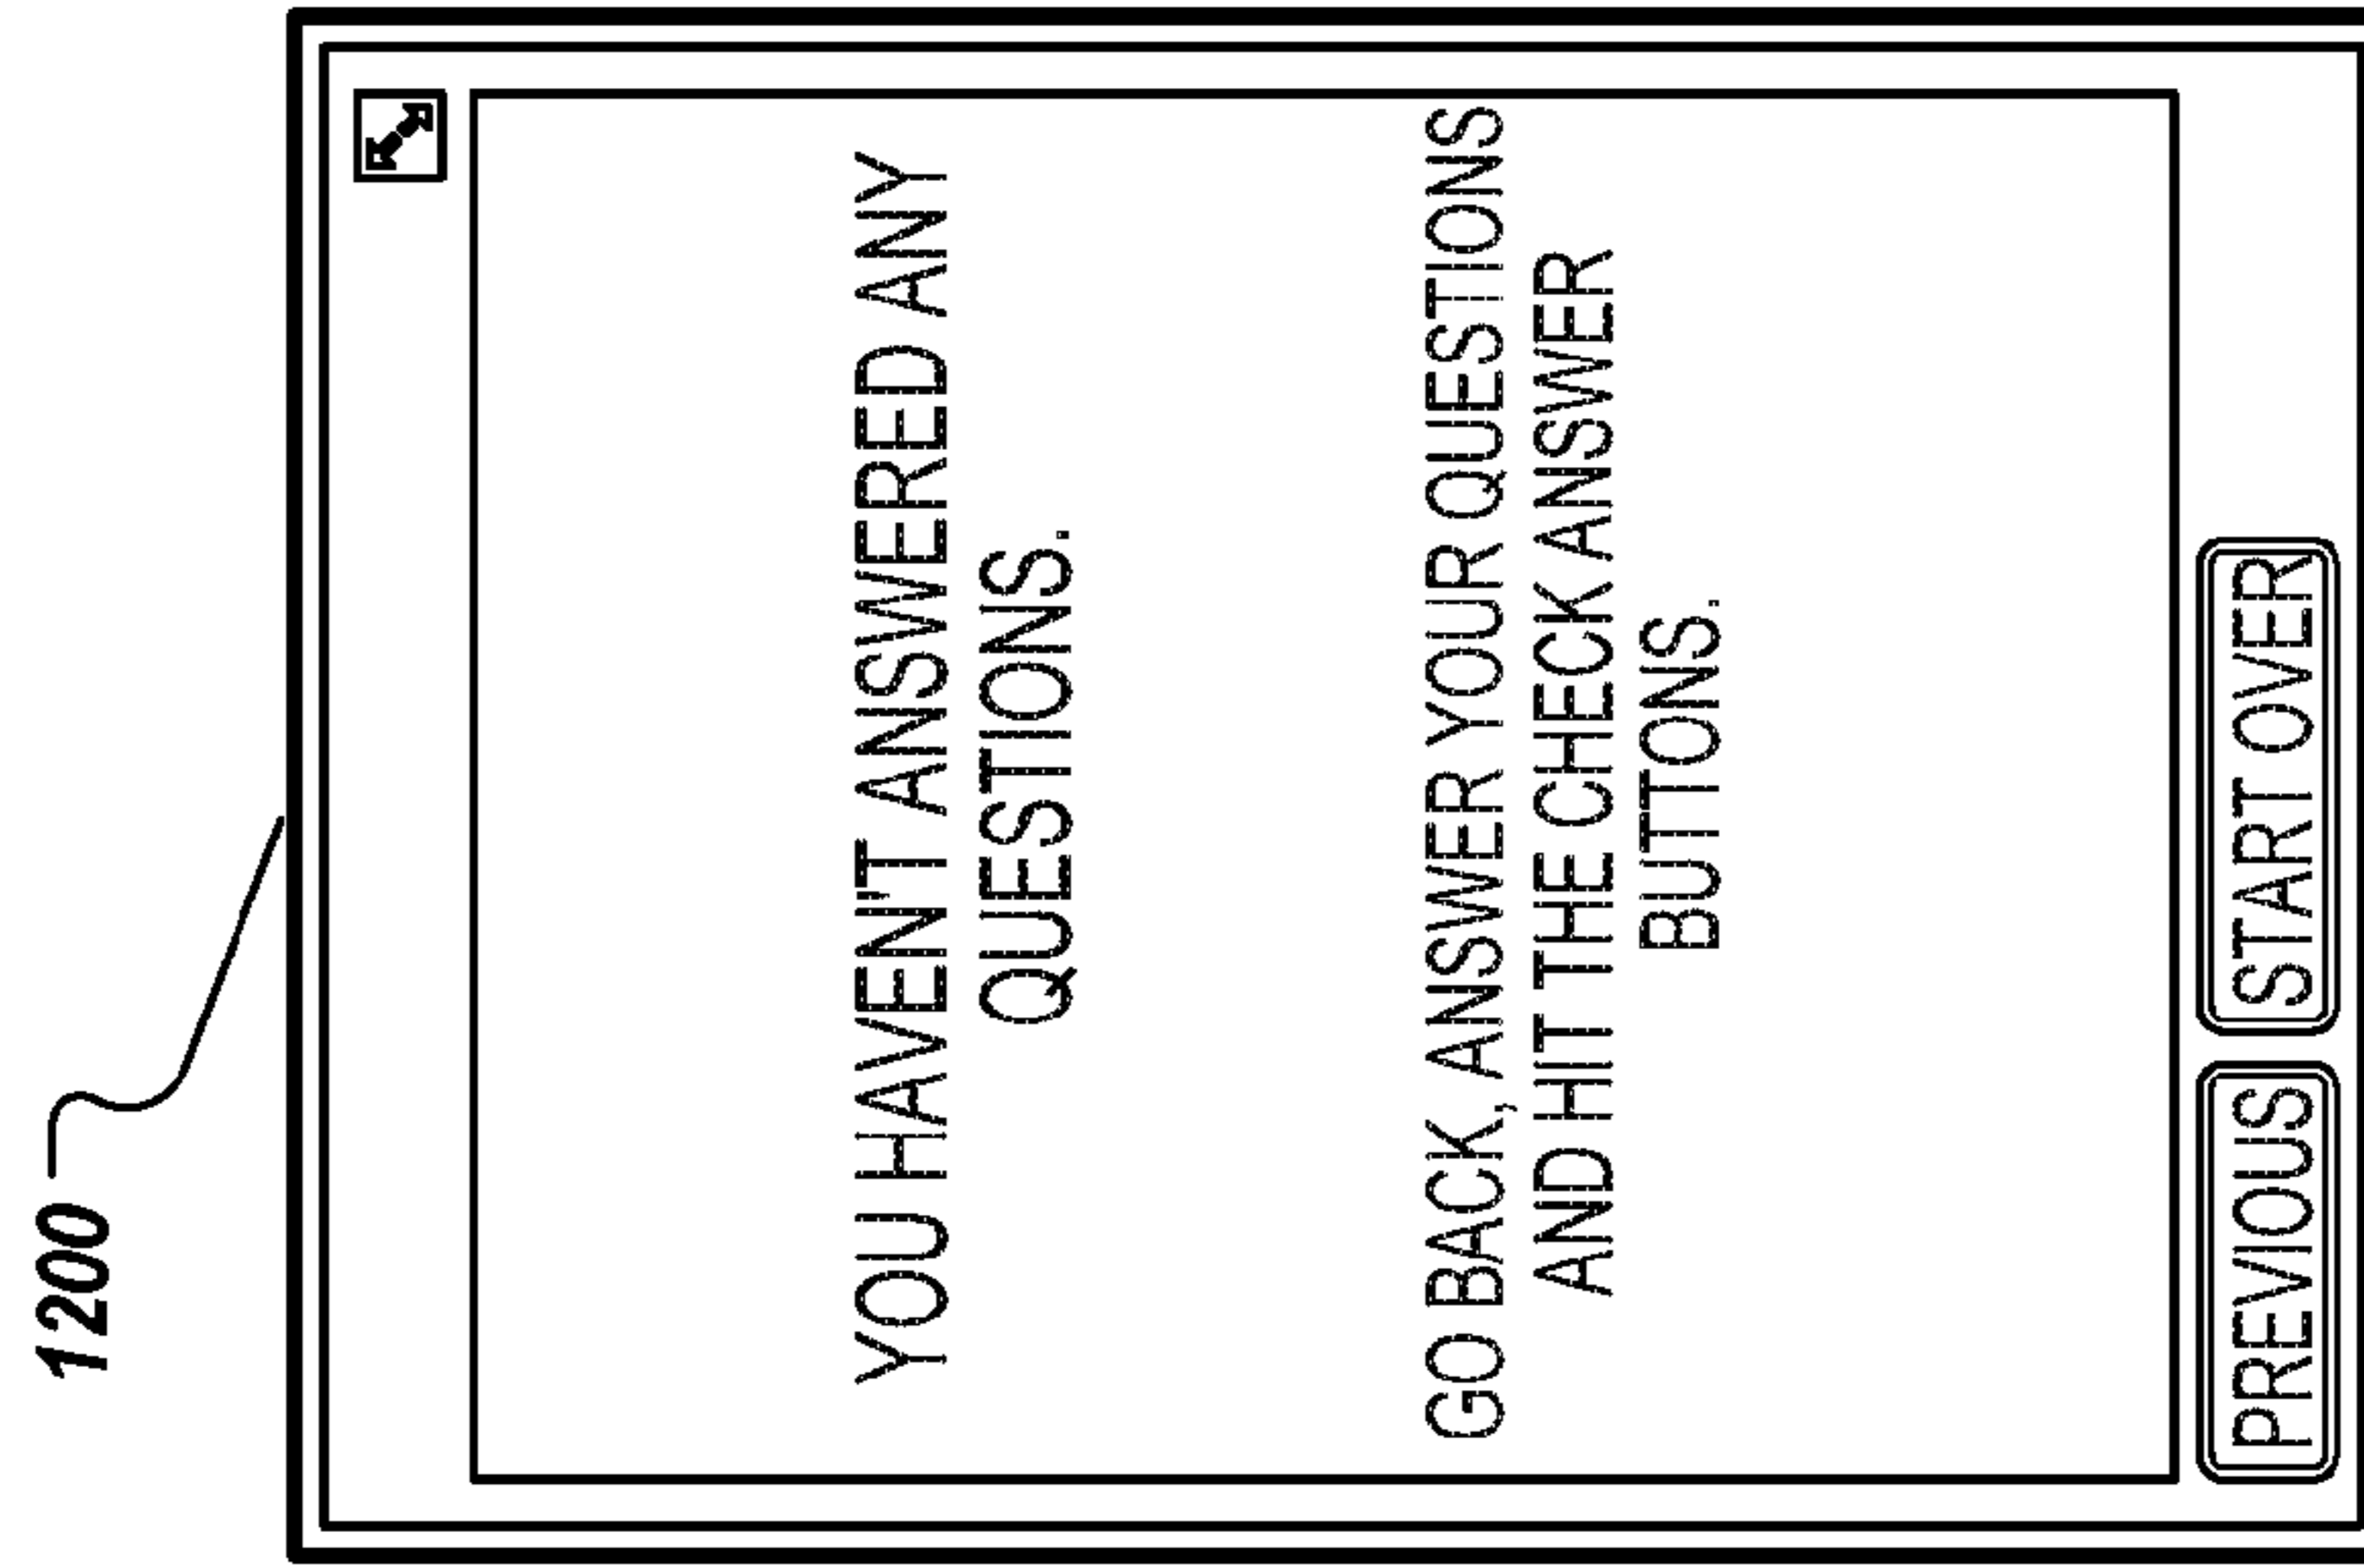 1200
YOU HAVEN'T ANSWERED ANY
QUESTIONS.
GO BACK, ANSWER YOUR QUESTIONS
AND HIT THE CHECK ANSWER
BUTTONS.
PREVIOUS START OVER